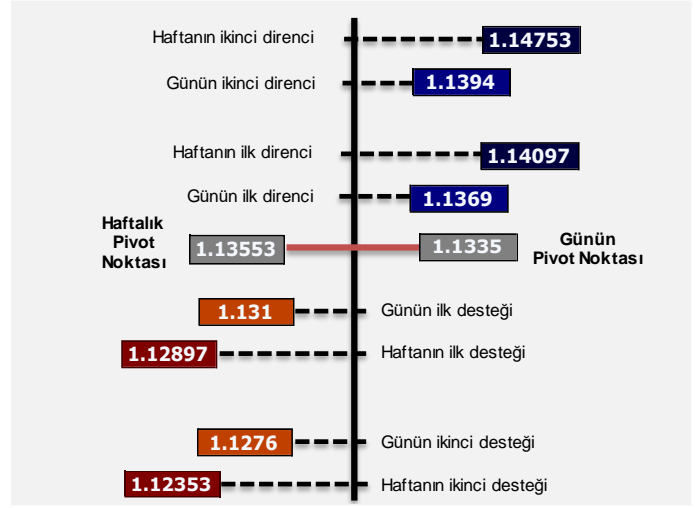 Haftanın ikinci direnci
1.14753
Günün ikinci direnci
1.1394
Haftanın ilk direnci
1.14097
Günün ilk direnci
1.1369
Haftalık
Pivot
Noktası
1.13553
1.1335
Günün
Pivot Noktası
1.131
Günün ilk desteği
1.12897
Haftanın ilk desteği
1.1276
Günün ikinci desteği
1.12353
Haftanın ikinci desteği